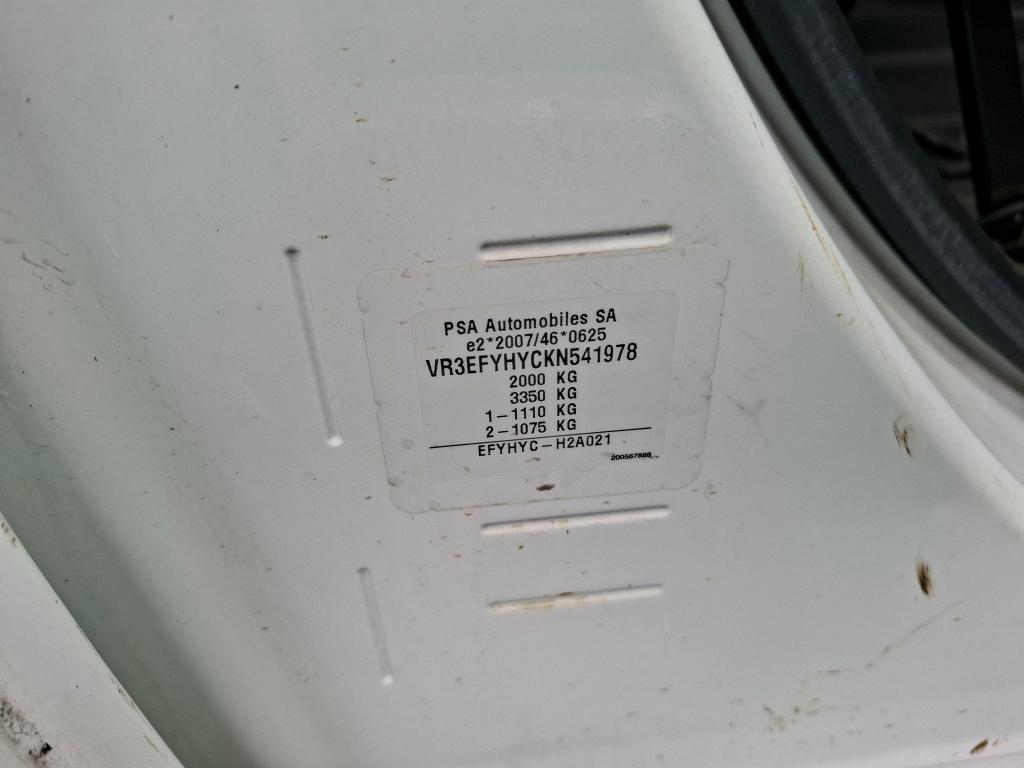 PSA Automobiles SA
e2*2007/46*0625
VR3EFYHYCKN541978
2000 KG
3350 KG
1-1110 KG
2-1075 KG
EFYHYC-H2A021
200567888